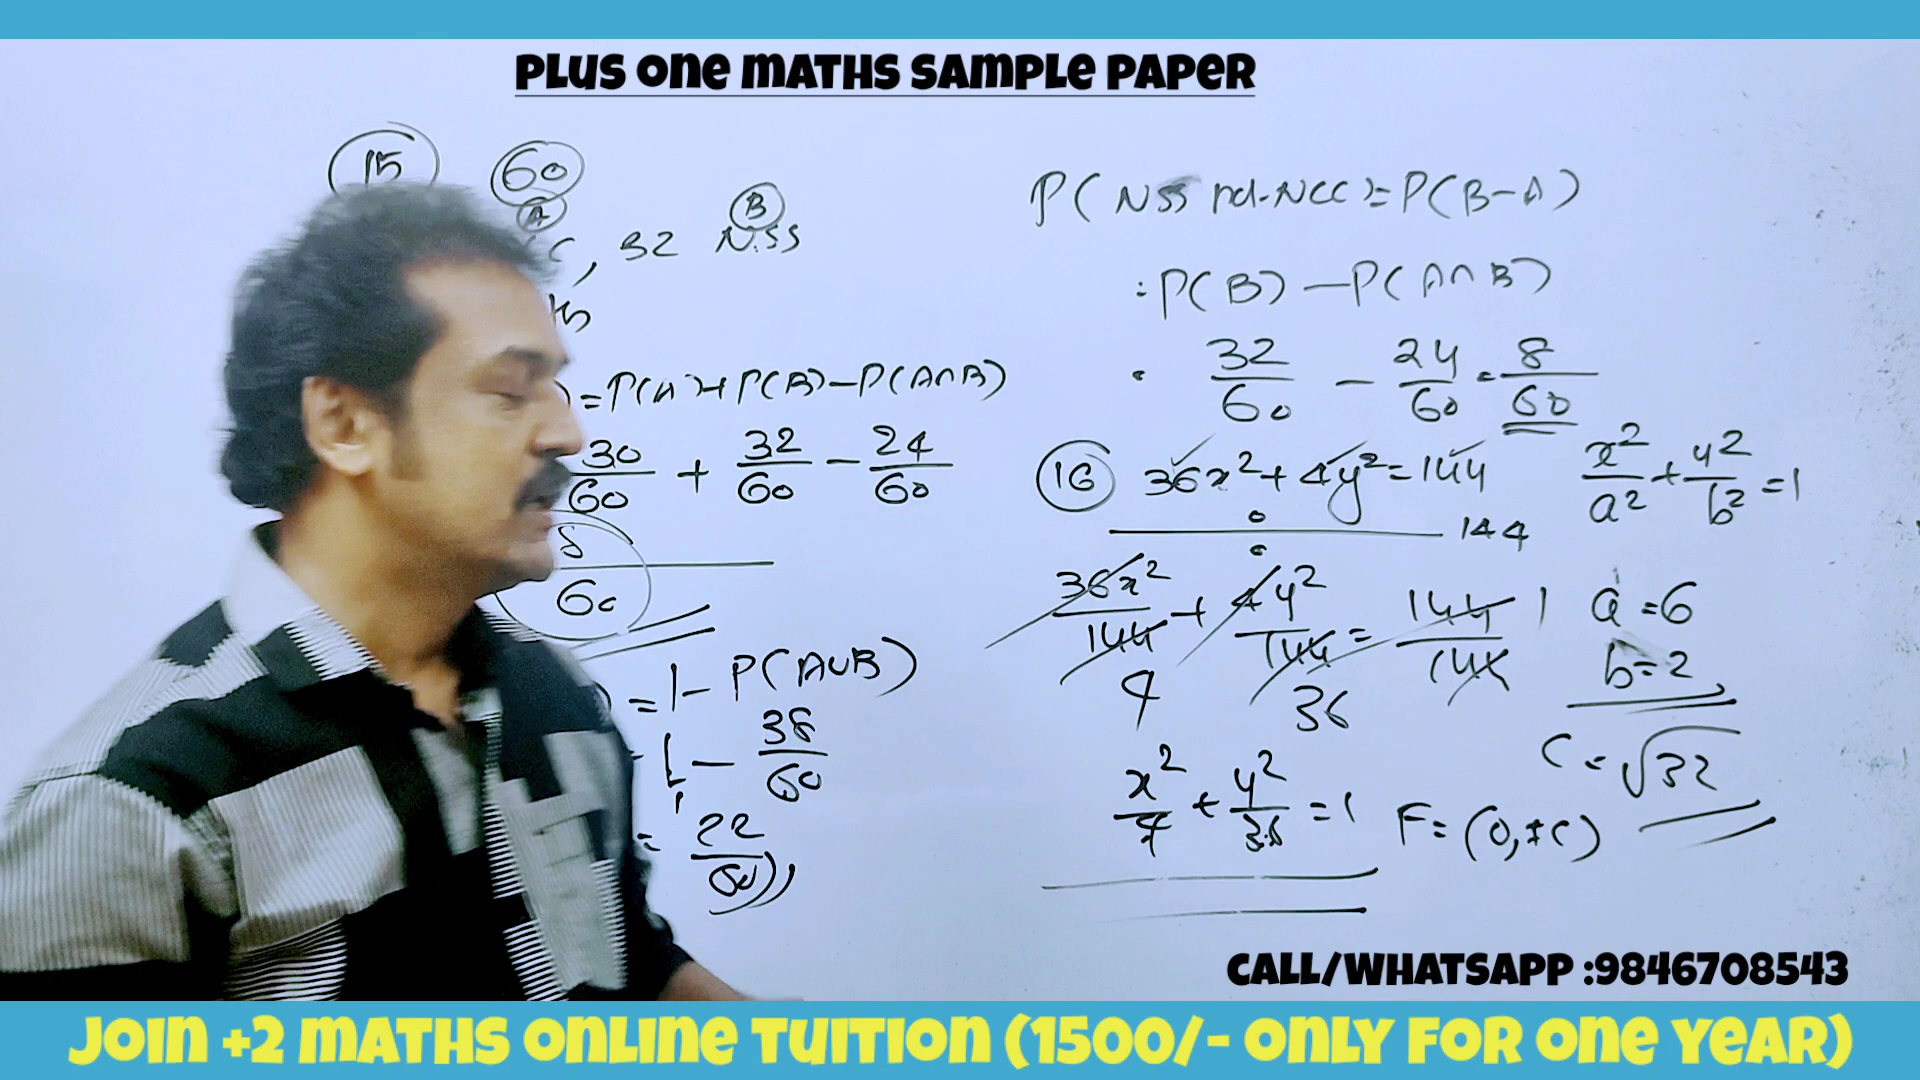 PLUS ONE MATHS SAMPLE PAPER
15 60
A B
C, 32 NSS
= P(A) + P(B) - P(A∩B)
30/60 + 32/60 - 24/60
60
= 1 - P(A∪B)
= 1 - 38/60
= 22/60
P(NSS not NCC) = P(B-A)
: P(B) - P(A∩B)
32/60 - 24/60 = 8/60
16 36x² + 4y² = 144
144
x²/a² + y²/b² = 1
36x²/144 + 4y²/144 = 144/144 1
4 36
a = 6
b = 2
c = √32
x²/4 + y²/36 = 1
F = (0, ±c)
CALL/WHATSAPP :9846708543
JOIN +2 MATHS ONLINE TUITION (1500/- ONLY FOR ONE YEAR)